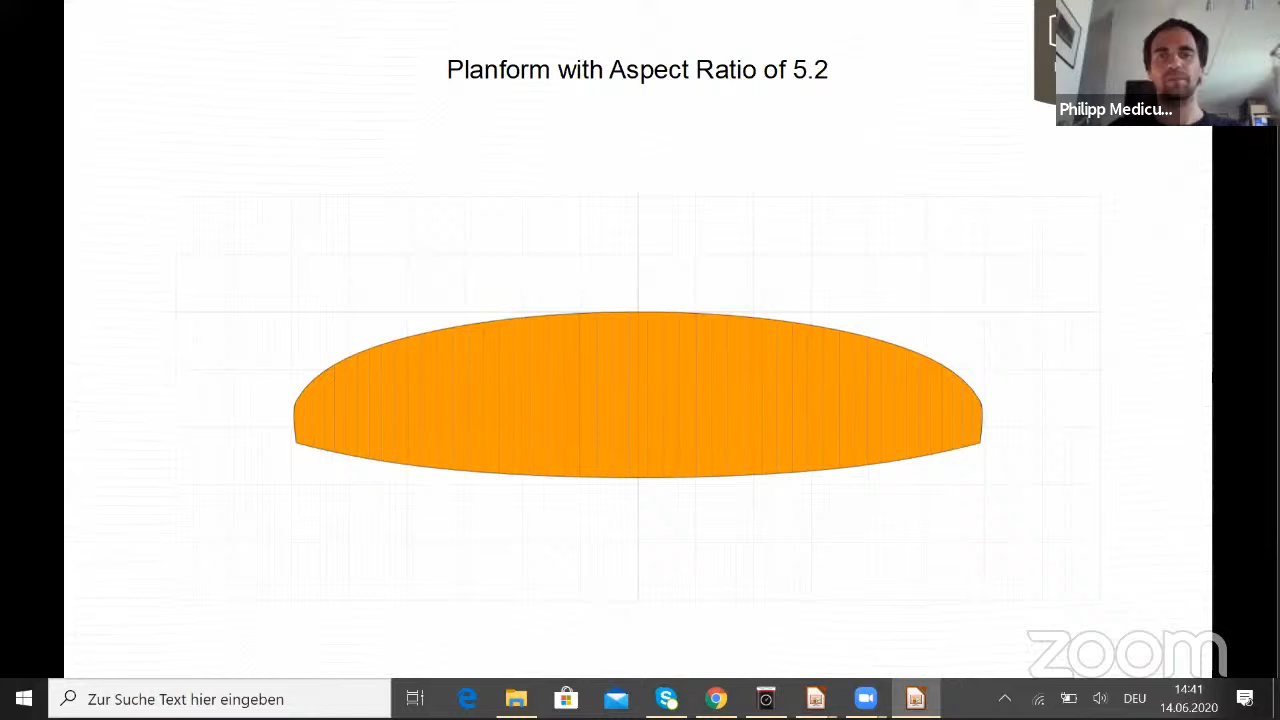 Planform with Aspect Ratio of 5.2
Philipp Medicu...
zoom
Zur Suche Text hier eingeben
DEU
14:41
14.06.2020